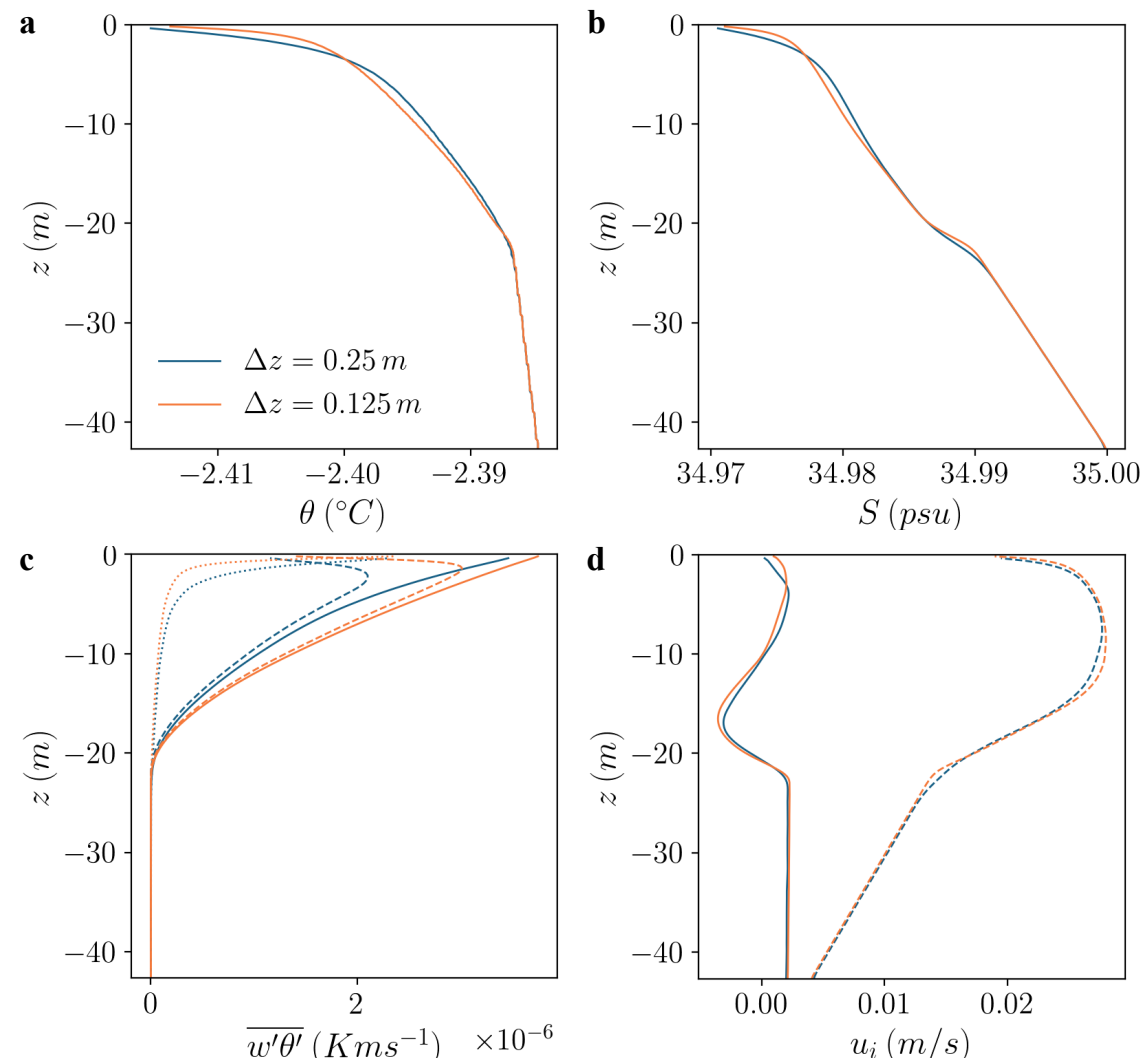 a
0
−10
−20
−30
−40
z (m)
Δz = 0.25 m
Δz = 0.125 m
−2.41 −2.40 −2.39
θ (°C)
b
0
−10
−20
−30
−40
z (m)
34.97 34.98 34.99 35.00
S (psu)
c
0
−10
−20
−30
−40
z (m)
0 2
w′θ′ (Kms⁻¹) ×10⁻⁶
d
0
−10
−20
−30
−40
z (m)
0.00 0.01 0.02
uᵢ (m/s)